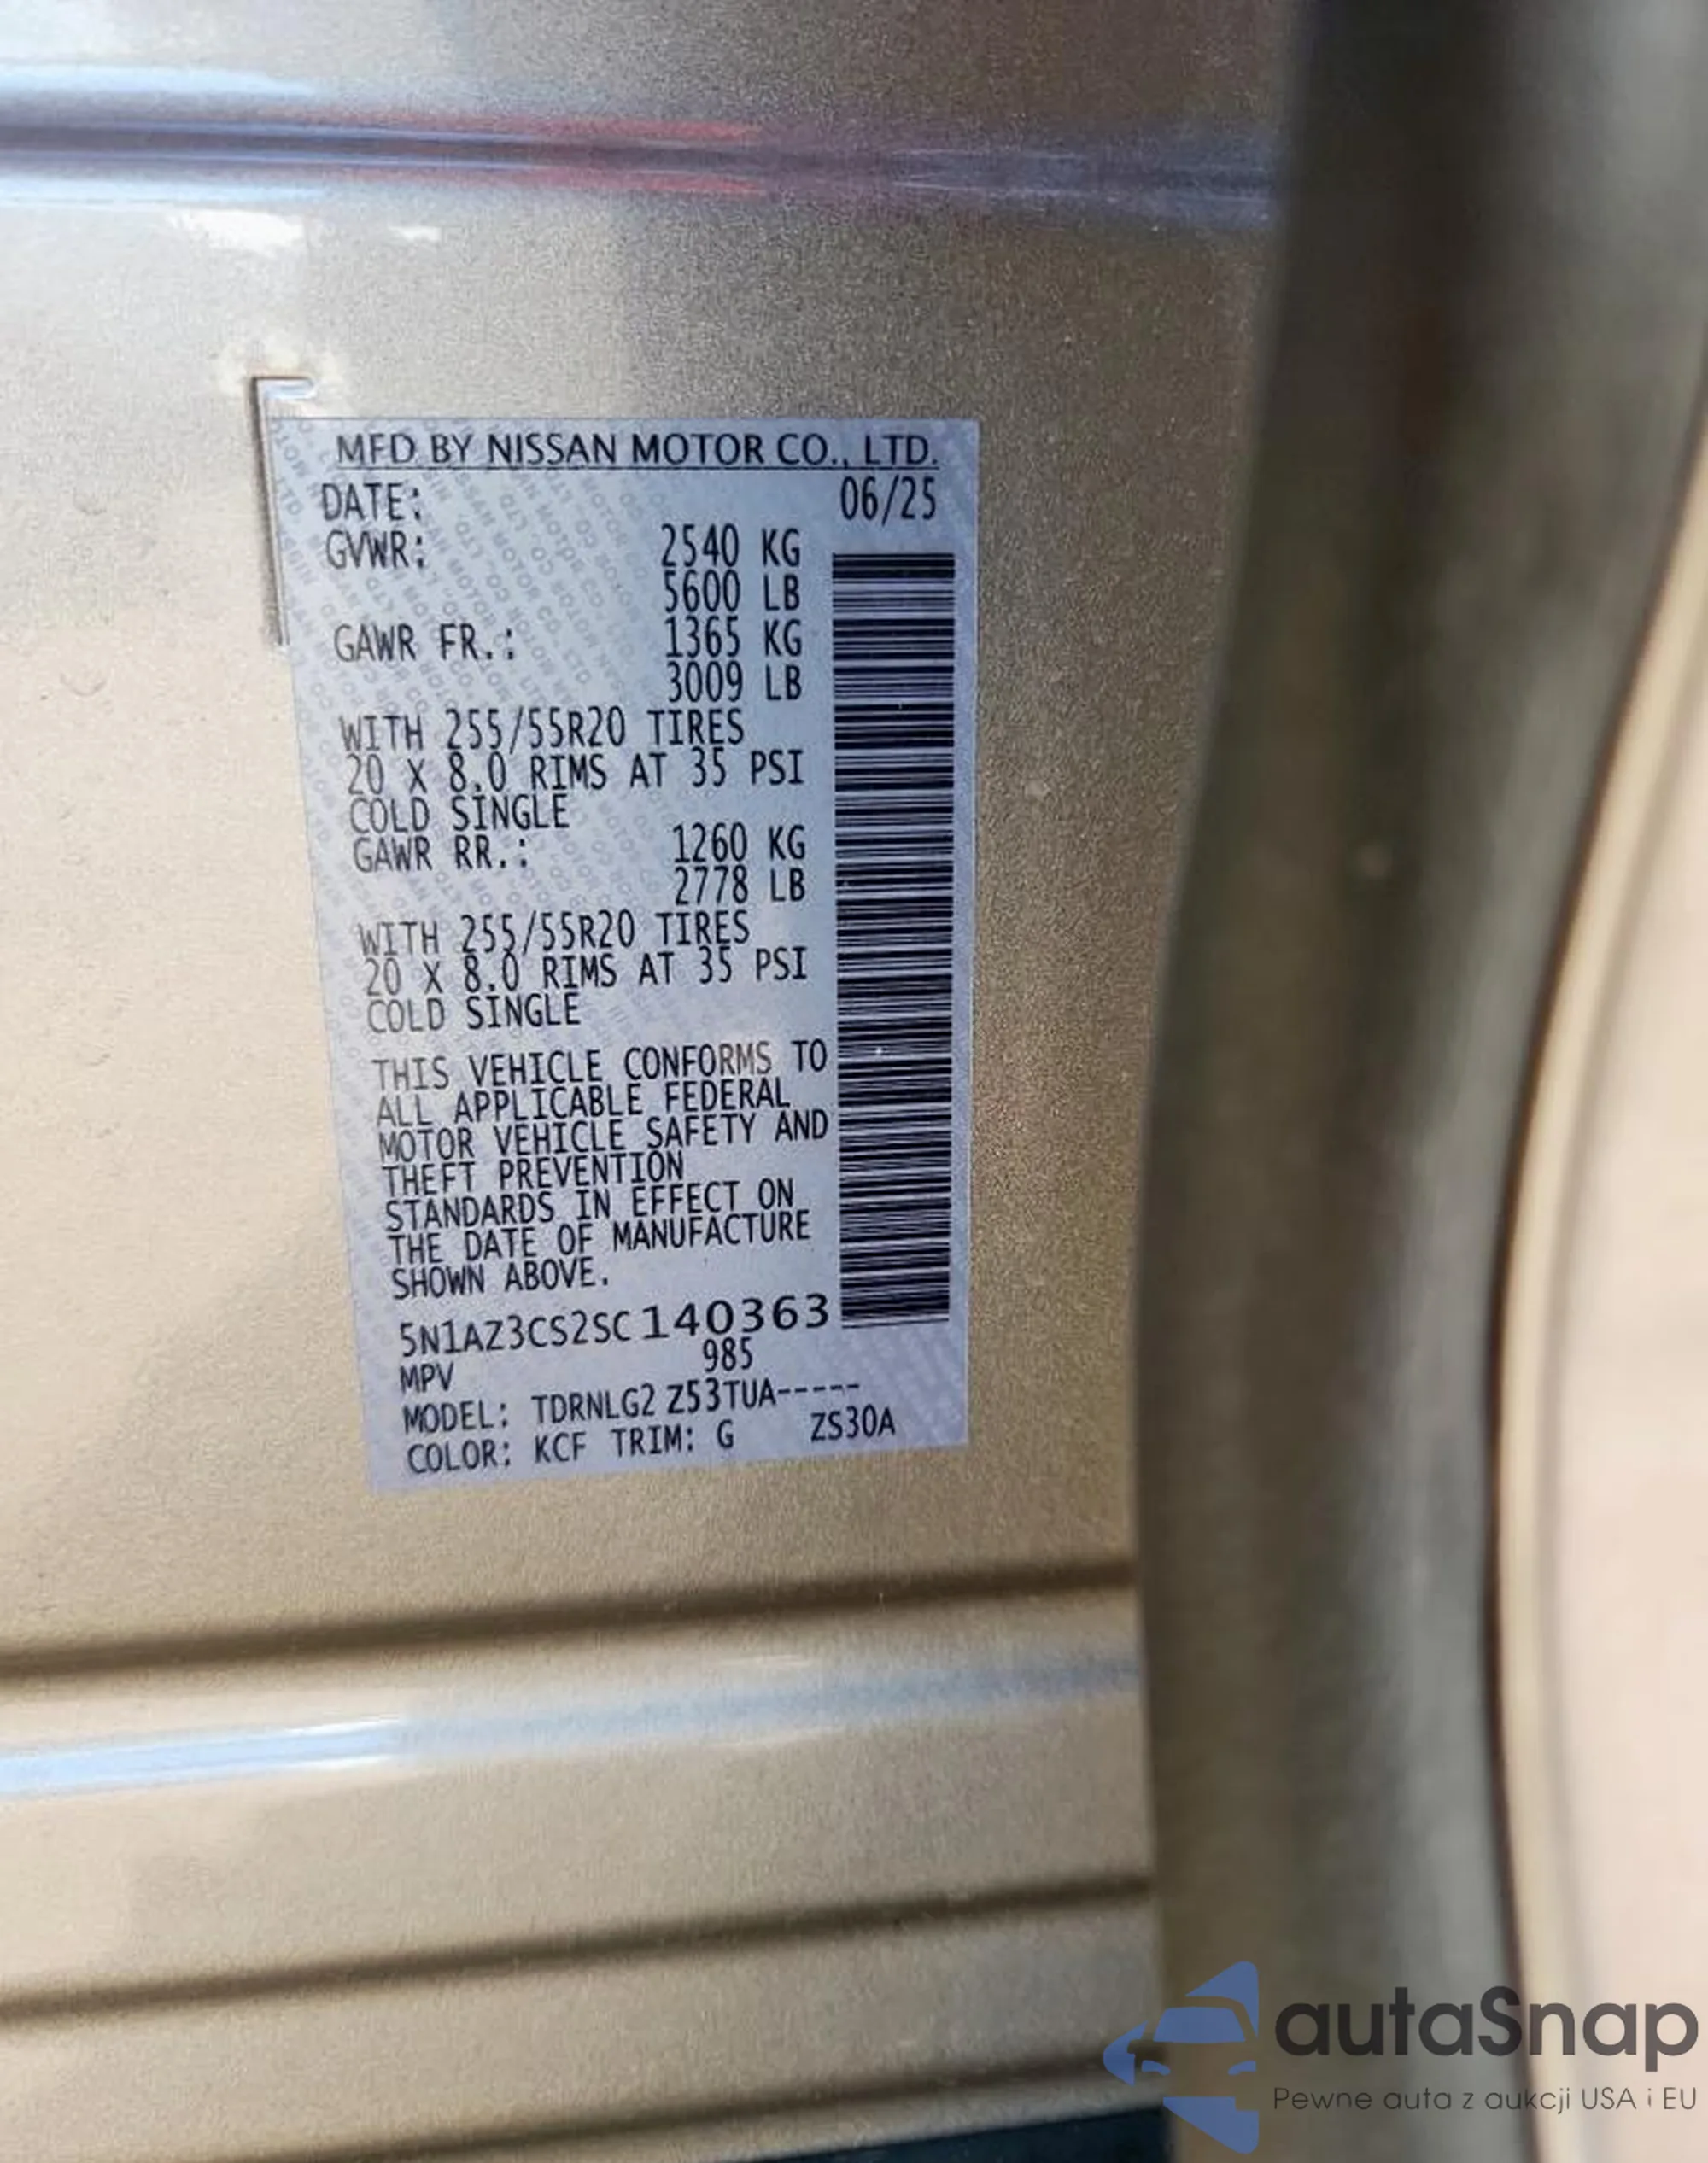 MFD BY NISSAN MOTOR CO., LTD.
DATE: 06/25
GVWR: 2540 KG
5600 LB
GAWR FR.: 1365 KG
3009 LB
WITH 255/55R20 TIRES
20 X 8.0 RIMS AT 35 PSI
COLD SINGLE
GAWR RR.: 1260 KG
2778 LB
WITH 255/55R20 TIRES
20 X 8.0 RIMS AT 35 PSI
COLD SINGLE
THIS VEHICLE CONFORMS TO
ALL APPLICABLE FEDERAL
MOTOR VEHICLE SAFETY AND
THEFT PREVENTION
STANDARDS IN EFFECT ON
THE DATE OF MANUFACTURE
SHOWN ABOVE.
5N1AZ3CS2SC140363
MPV 985
MODEL: TDRNLG2 Z53TUA-----
COLOR: KCF TRIM: G ZS30A
autaSnap
Pewne auta z aukcji USA i EU